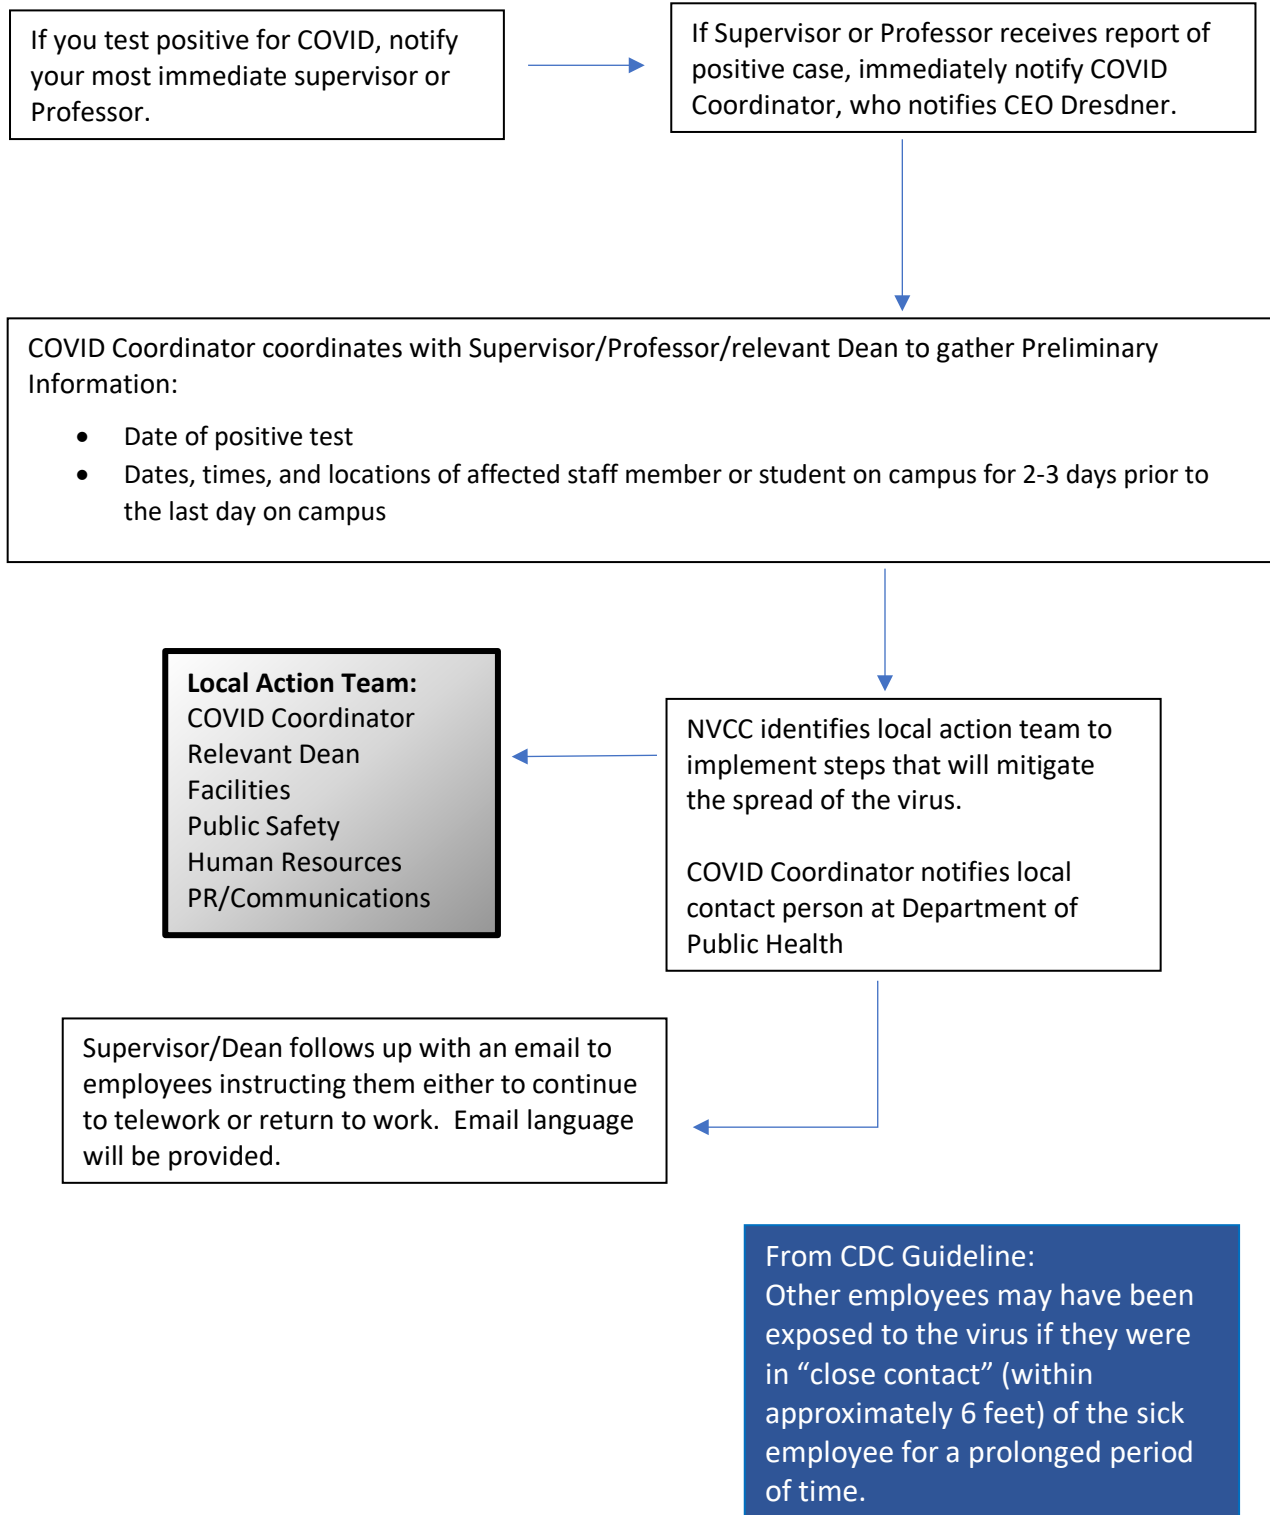 If you test positive for COVID, notify
your most immediate supervisor or
Professor.
If Supervisor or Professor receives report of
positive case, immediately notify COVID
Coordinator, who notifies CEO Dresdner.
COVID Coordinator coordinates with Supervisor/Professor/relevant Dean to gather Preliminary
Information:
• Date of positive test
• Dates, times, and locations of affected staff member or student on campus for 2-3 days prior to
the last day on campus
Local Action Team:
COVID Coordinator
Relevant Dean
Facilities
Public Safety
Human Resources
PR/Communications
NVCC identifies local action team to
implement steps that will mitigate
the spread of the virus.
COVID Coordinator notifies local
contact person at Department of
Public Health
Supervisor/Dean follows up with an email to
employees instructing them either to continue
to telework or return to work.  Email language
will be provided.
From CDC Guideline:
Other employees may have been
exposed to the virus if they were
in “close contact” (within
approximately 6 feet) of the sick
employee for a prolonged period
of time.